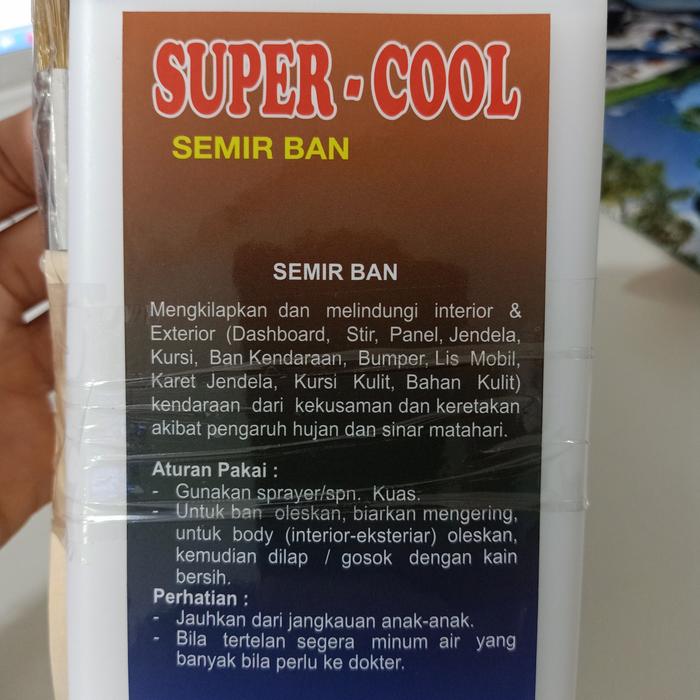 SUPER - COOL
SEMIR BAN
SEMIR BAN
Mengkilapkan dan melindungi interior &
Exterior (Dashboard, Stir, Panel, Jendela,
Kursi, Ban Kendaraan, Bumper, Lis Mobil,
Karet Jendela, Kursi Kulit, Bahan Kulit)
kendaraan dari kekusaman dan keretakan
akibat pengaruh hujan dan sinar matahari.
Aturan Pakai :
- Gunakan sprayer/spn. Kuas.
- Untuk ban oleskan, biarkan mengering,
untuk body (interior-eksteriar) oleskan,
kemudian dilap / gosok dengan kain
bersih.
Perhatian :
- Jauhkan dari jangkauan anak-anak.
- Bila tertelan segera minum air yang
banyak bila perlu ke dokter.